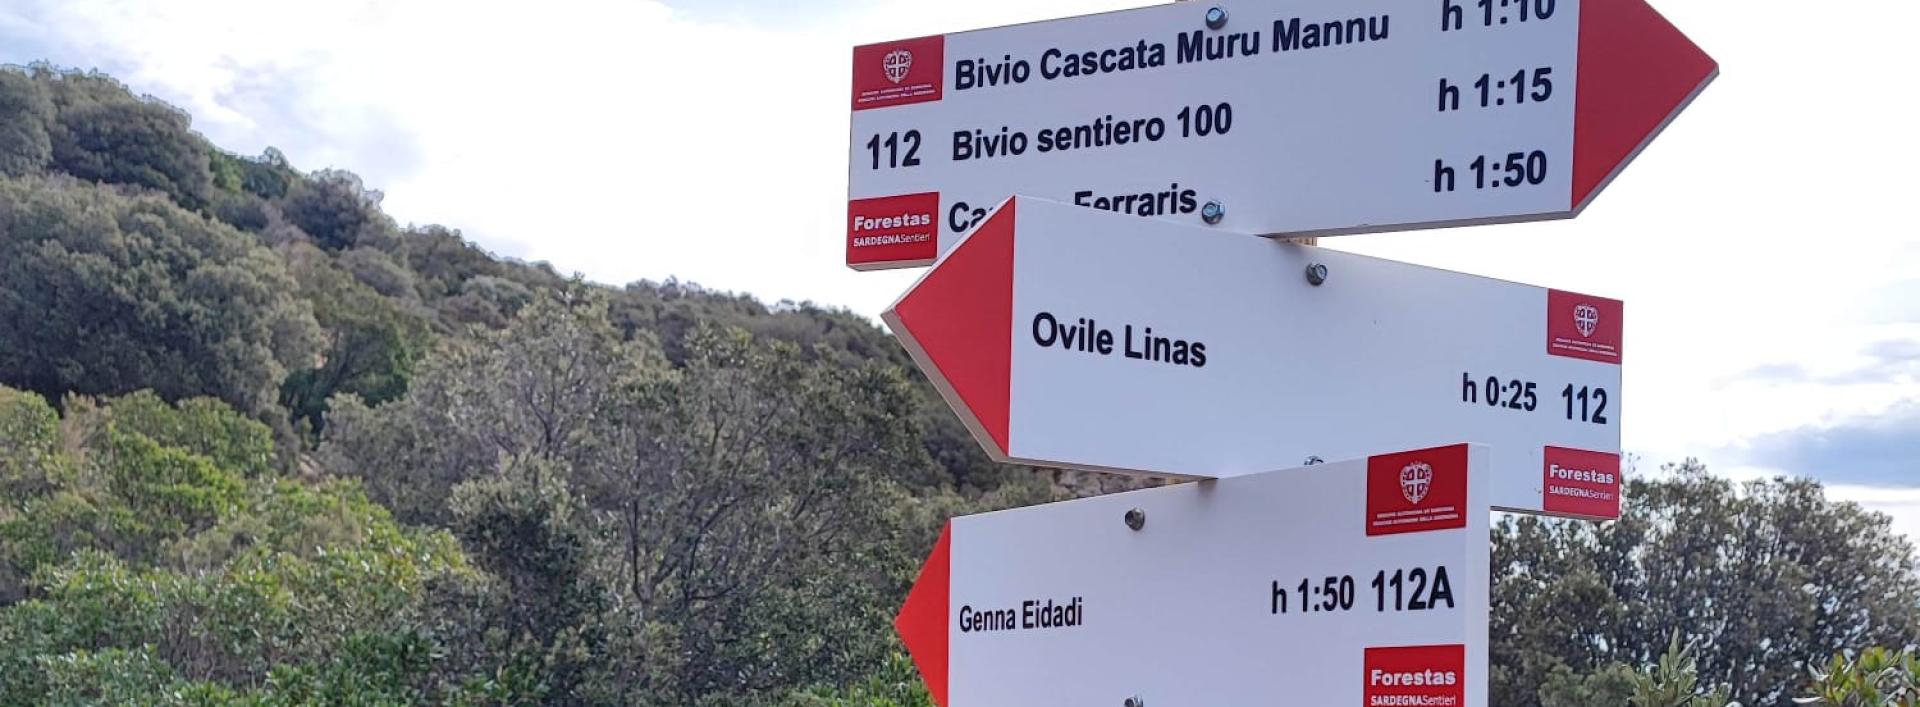 Bivio Cascata Muru Mannu h 1:10
112 Bivio sentiero 100 h 1:15
Ferraris h 1:50
Forestas
SARDEGNASentieri
Ovile Linas h 0:25 112
Forestas
SARDEGNASentieri
Genna Eidadi h 1:50 112A
Forestas
SARDEGNASentieri